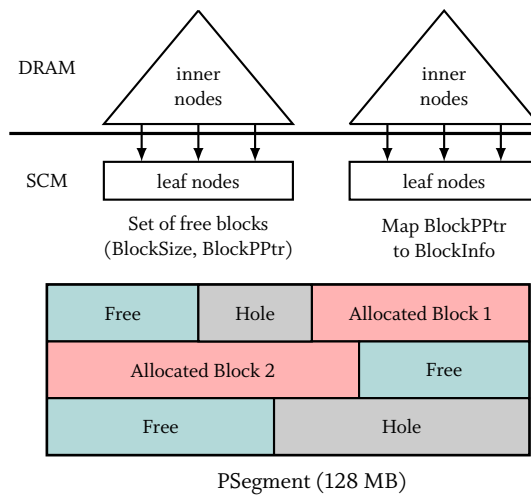 DRAM
inner
nodes
inner
nodes
SCM
leaf nodes
leaf nodes
Set of free blocks
(BlockSize, BlockPPtr)
Map BlockPPtr
to BlockInfo
Free
Hole
Allocated Block 1
Allocated Block 2
Free
Free
Hole
PSegment (128 MB)